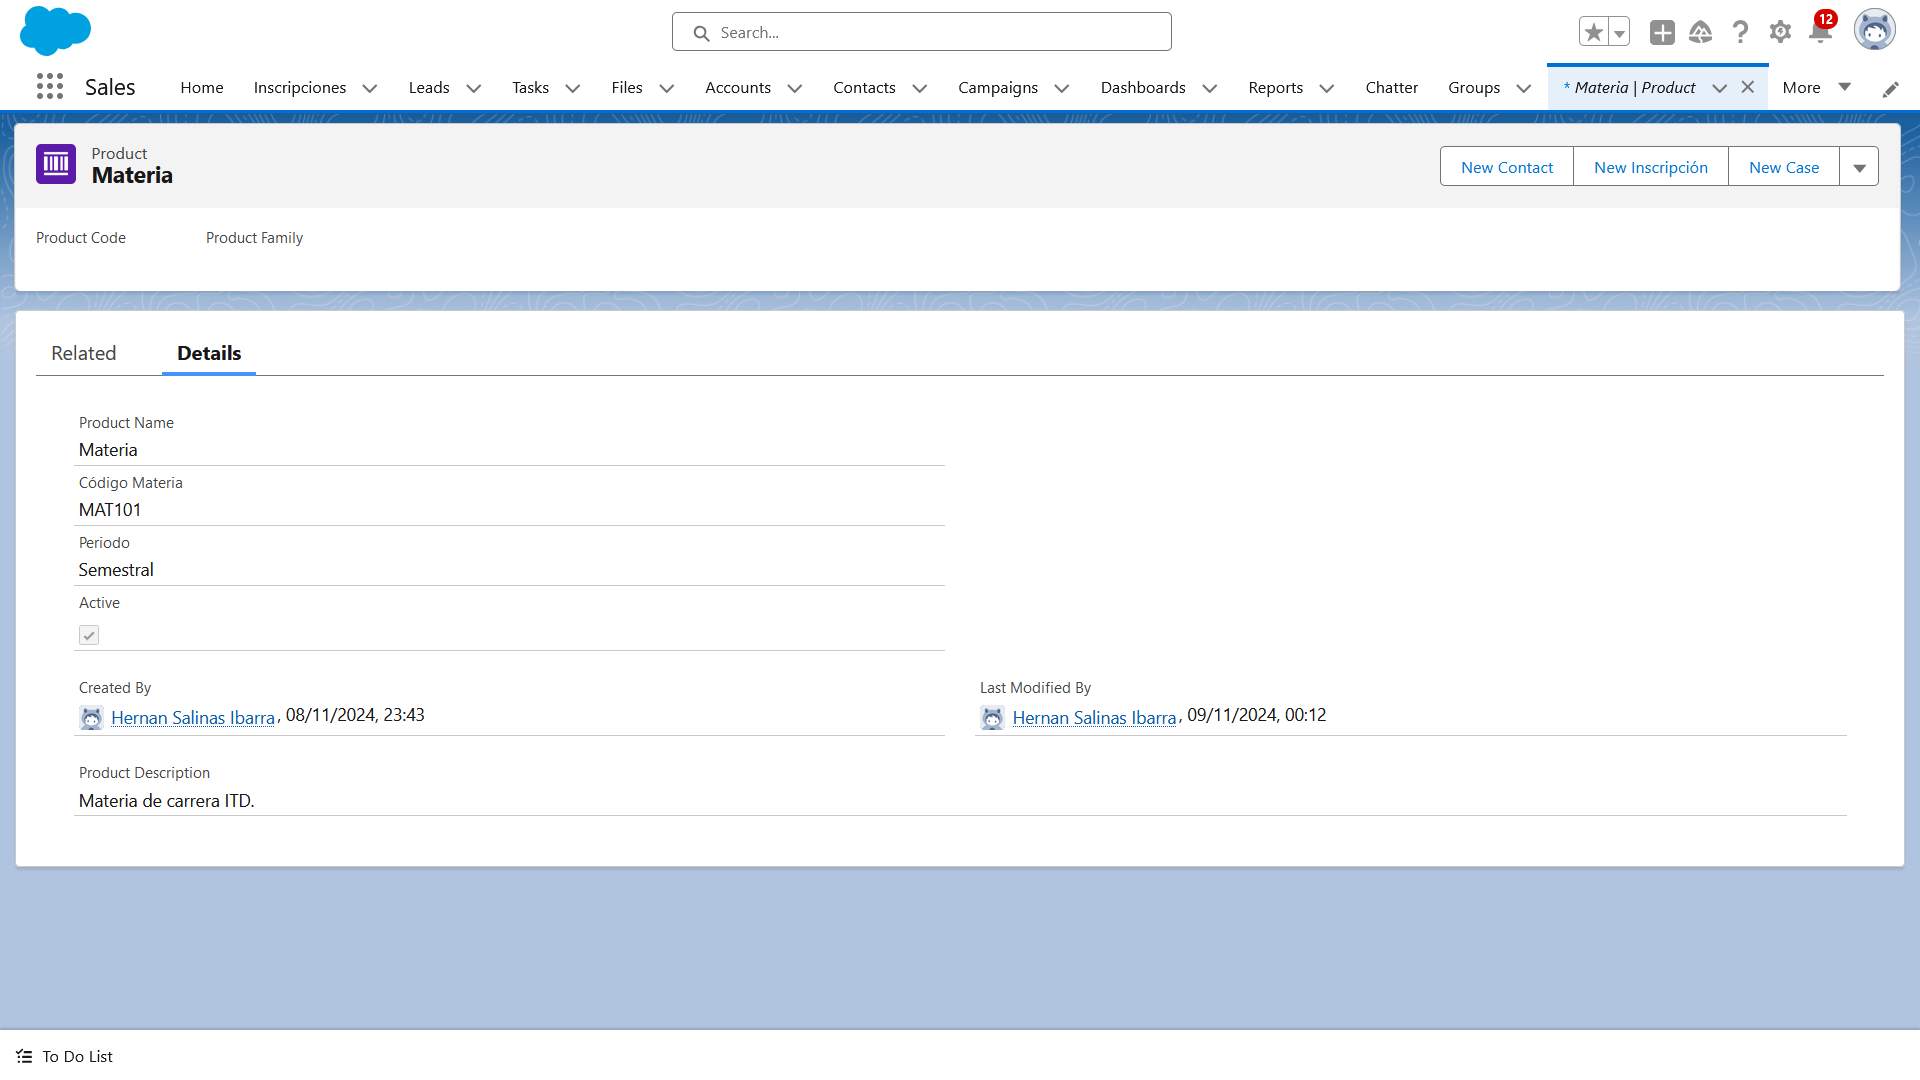 Search...
12
Sales
Home
Inscripciones
Leads
Tasks
Files
Accounts
Contacts
Campaigns
Dashboards
Reports
Chatter
Groups
* Materia | Product
More
Product
Materia
New Contact
New Inscripción
New Case
Product Code
Product Family
Related
Details
Product Name
Materia
Código Materia
MAT101
Periodo
Semestral
Active
Created By
Hernan Salinas Ibarra, 08/11/2024, 23:43
Last Modified By
Hernan Salinas Ibarra, 09/11/2024, 00:12
Product Description
Materia de carrera ITD.
To Do List